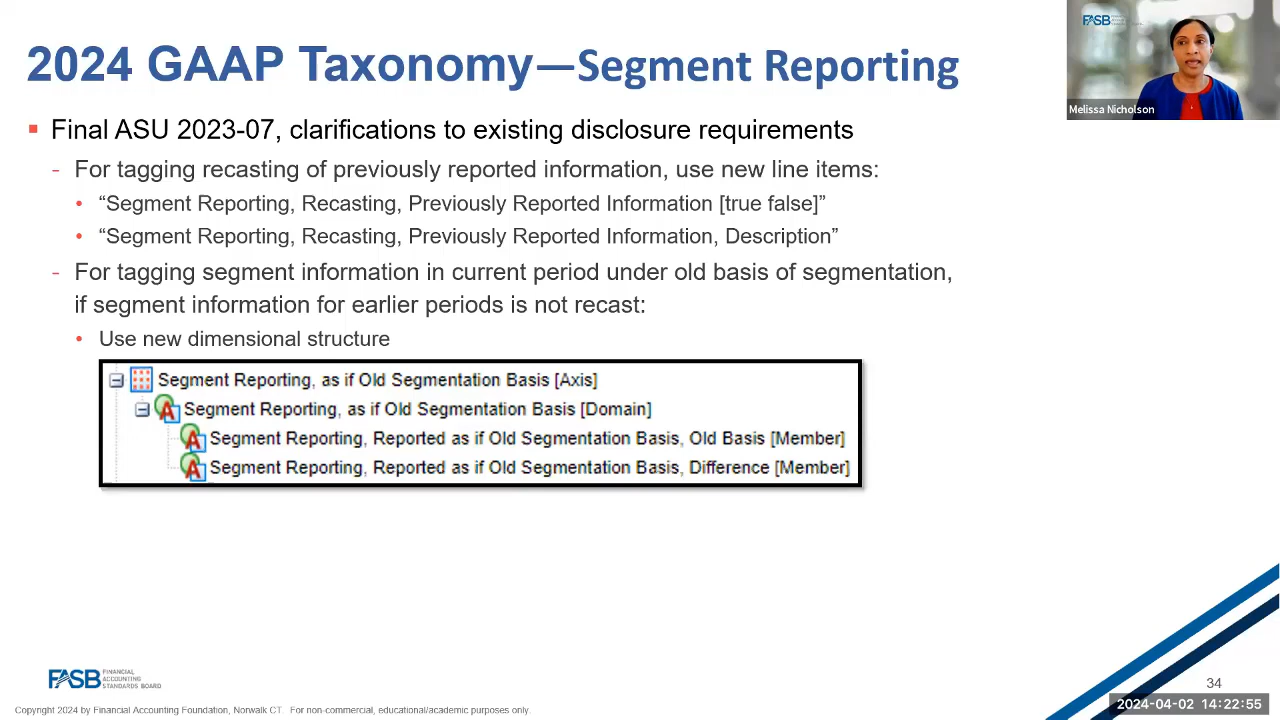 2024 GAAP Taxonomy—Segment Reporting
FASB
Melissa Nicholson
▪ Final ASU 2023-07, clarifications to existing disclosure requirements
- For tagging recasting of previously reported information, use new line items:
• “Segment Reporting, Recasting, Previously Reported Information [true false]”
• “Segment Reporting, Recasting, Previously Reported Information, Description”
- For tagging segment information in current period under old basis of segmentation,
if segment information for earlier periods is not recast:
• Use new dimensional structure
Segment Reporting, as if Old Segmentation Basis [Axis]
Segment Reporting, as if Old Segmentation Basis [Domain]
Segment Reporting, Reported as if Old Segmentation Basis, Old Basis [Member]
Segment Reporting, Reported as if Old Segmentation Basis, Difference [Member]
FASB FINANCIAL
ACCOUNTING
STANDARDS BOARD
34
2024-04-02 14:22:55
Copyright 2024 by Financial Accounting Foundation, Norwalk CT. For non-commercial, educational/academic purposes only.